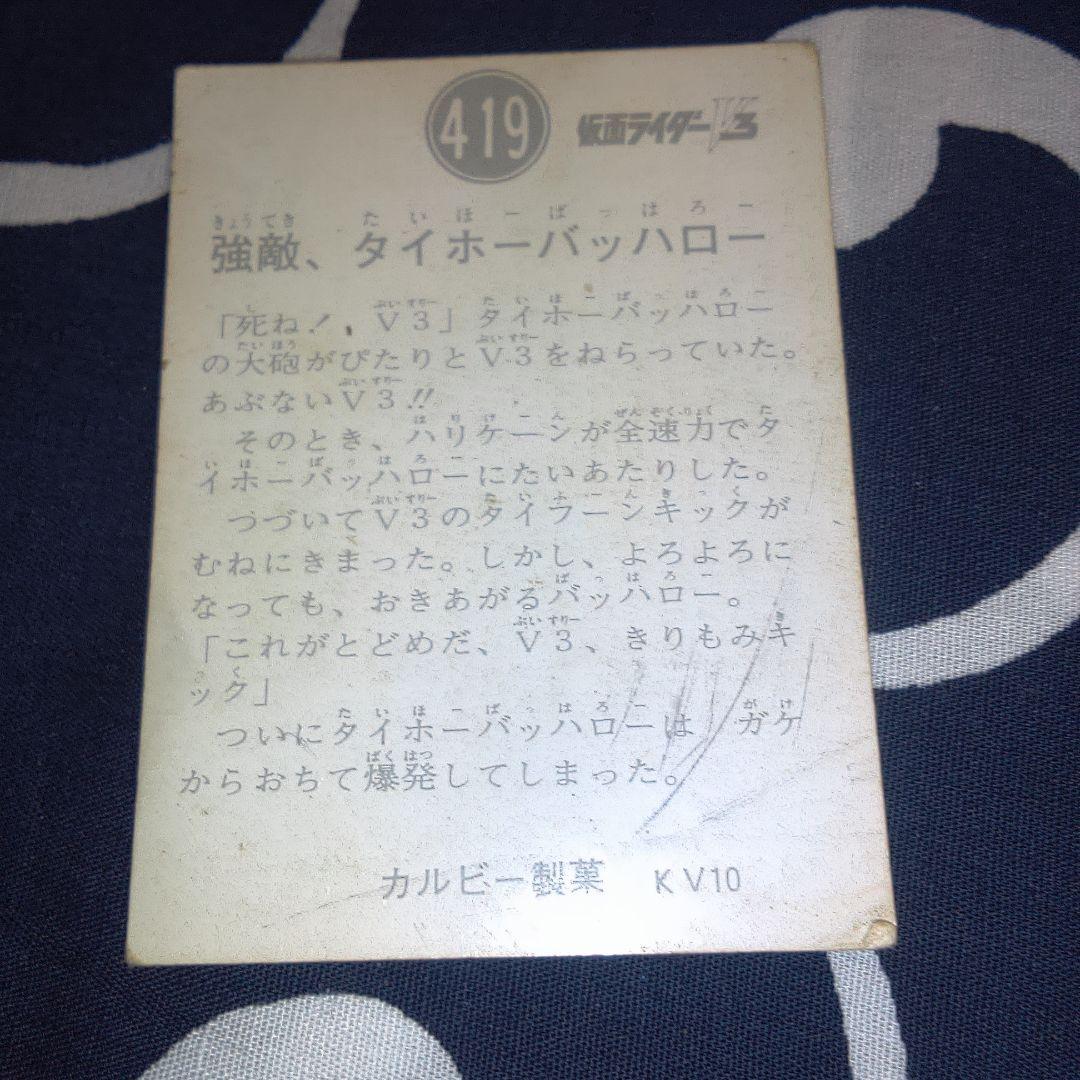 419 仮面ライダーV3
強敵、タイホーバッハロー
「死ね！、V3」タイホーバッハロー
の大砲がぴたりとV3をねらっていた。
あぶないV3!!
そのとき、ハリケーンが全速力でタ
イホーバッハローにたいあたりした。
つづいてV3のタイフーンキックが
むねにきまった。しかし、よろよろに
なっても、おきあがるバッハロー。
「これがとどめだ、V3、きりもみキ
ック」
ついにタイホーバッハローは ガケ
からおちて爆発してしまった。
カルビー製菓 KV10